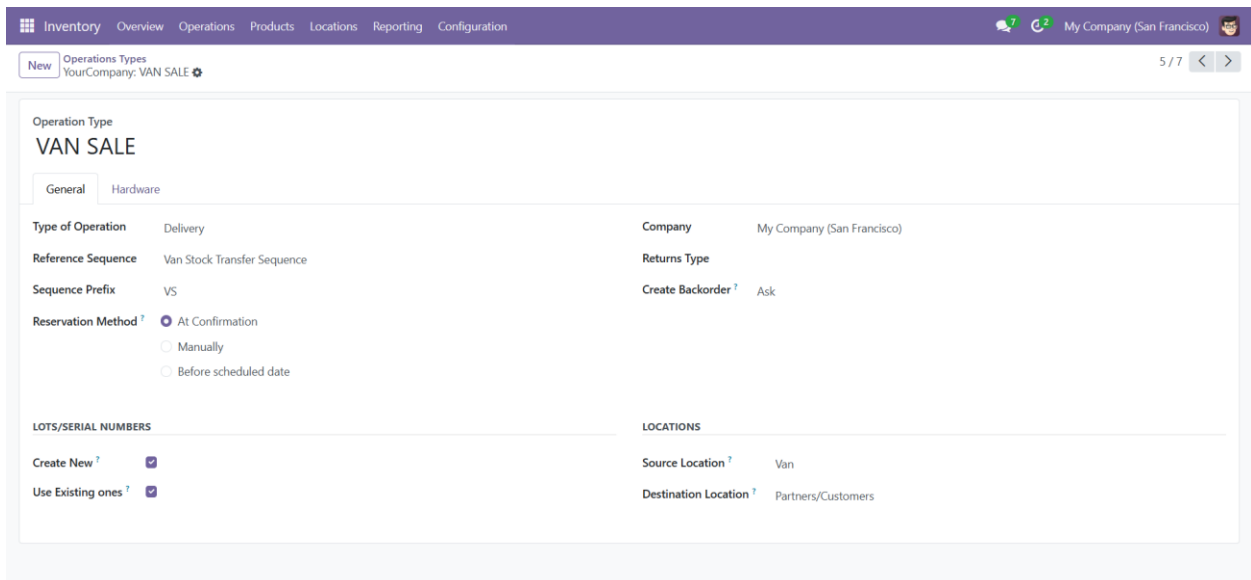 Inventory Overview Operations Products Locations Reporting Configuration 7 2 My Company (San Francisco)
New Operations Types
YourCompany: VAN SALE
5 / 7
Operation Type
VAN SALE
General Hardware
Type of Operation Delivery
Reference Sequence Van Stock Transfer Sequence
Sequence Prefix VS
Reservation Method ? At Confirmation
Manually
Before scheduled date
Company My Company (San Francisco)
Returns Type
Create Backorder ? Ask
LOTS/SERIAL NUMBERS
Create New ?
Use Existing ones ?
LOCATIONS
Source Location ? Van
Destination Location ? Partners/Customers